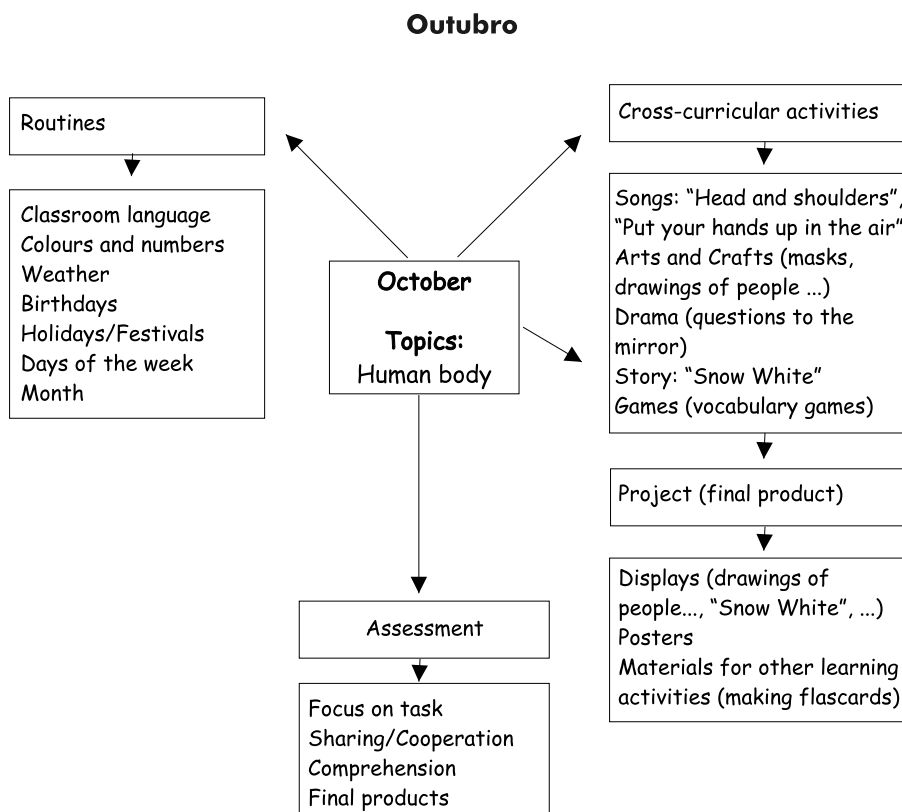 Outubro
Routines
Classroom language
Colours and numbers
Weather
Birthdays
Holidays/Festivals
Days of the week
Month
October
Topics:
Human body
Cross-curricular activities
Songs: “Head and shoulders”,
“Put your hands up in the air”
Arts and Crafts (masks,
drawings of people ...)
Drama (questions to the
mirror)
Story: “Snow White”
Games (vocabulary games)
Project (final product)
Displays (drawings of
people..., “Snow White”, ...)
Posters
Materials for other learning
activities (making flascards)
Assessment
Focus on task
Sharing/Cooperation
Comprehension
Final products